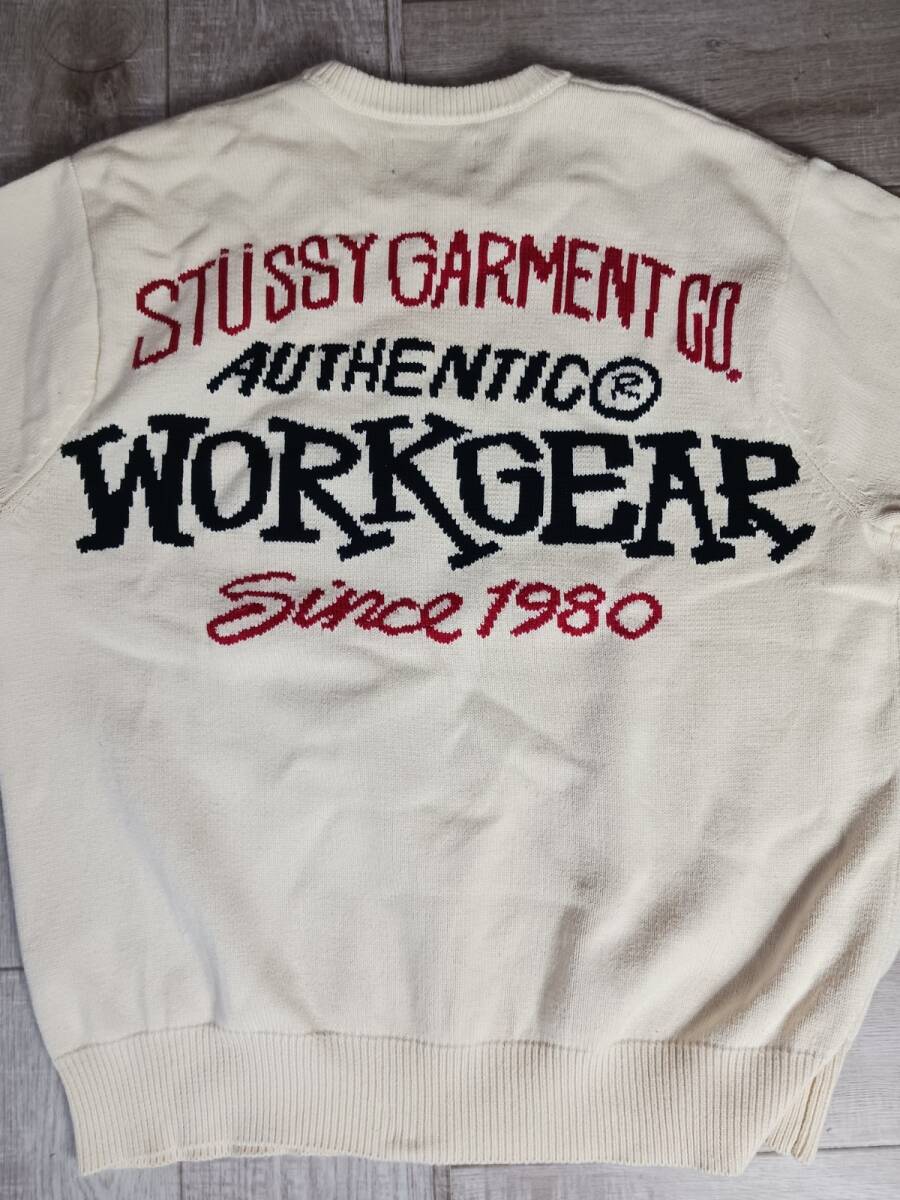 STÜSSY GARMENT CO.
AUTHENTIC®
WORKGEAR
Since 1980